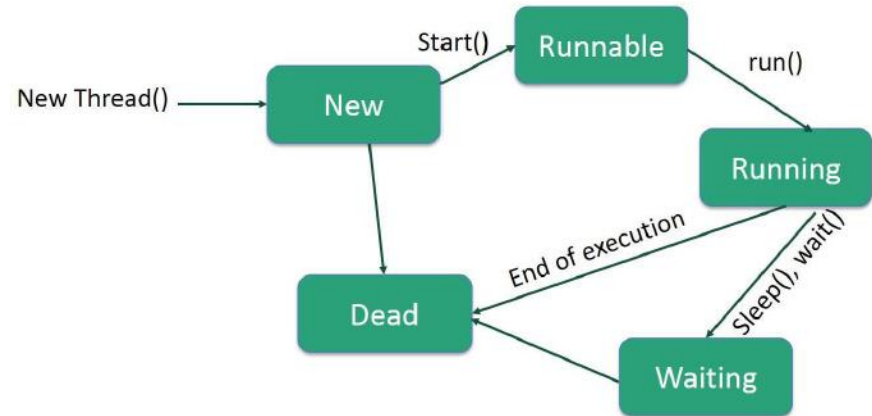 Start()
Runnable
run()
New Thread()
New
Running
End of execution
Sleep(), wait()
Dead
Waiting